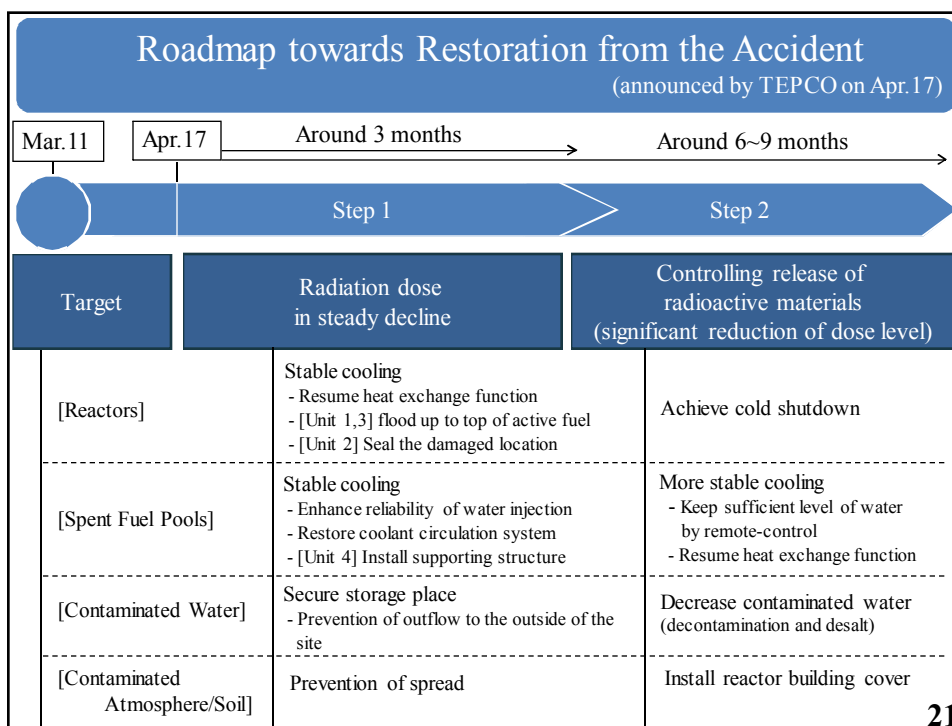 Roadmap towards Restoration from the Accident
(announced by TEPCO on Apr.17)
Mar.11
Apr.17
Around 3 months
Around 6~9 months
Step 1
Step 2
Target
Radiation dose
in steady decline
Controlling release of
radioactive materials
(significant reduction of dose level)
[Reactors]
Stable cooling
- Resume heat exchange function
- [Unit 1,3] flood up to top of active fuel
- [Unit 2] Seal the damaged location
Achieve cold shutdown
[Spent Fuel Pools]
Stable cooling
- Enhance reliability of water injection
- Restore coolant circulation system
- [Unit 4] Install supporting structure
More stable cooling
- Keep sufficient level of water
by remote-control
- Resume heat exchange function
[Contaminated Water]
Secure storage place
- Prevention of outflow to the outside of the
site
Decrease contaminated water
(decontamination and desalt)
[Contaminated
Atmosphere/Soil]
Prevention of spread
Install reactor building cover
21